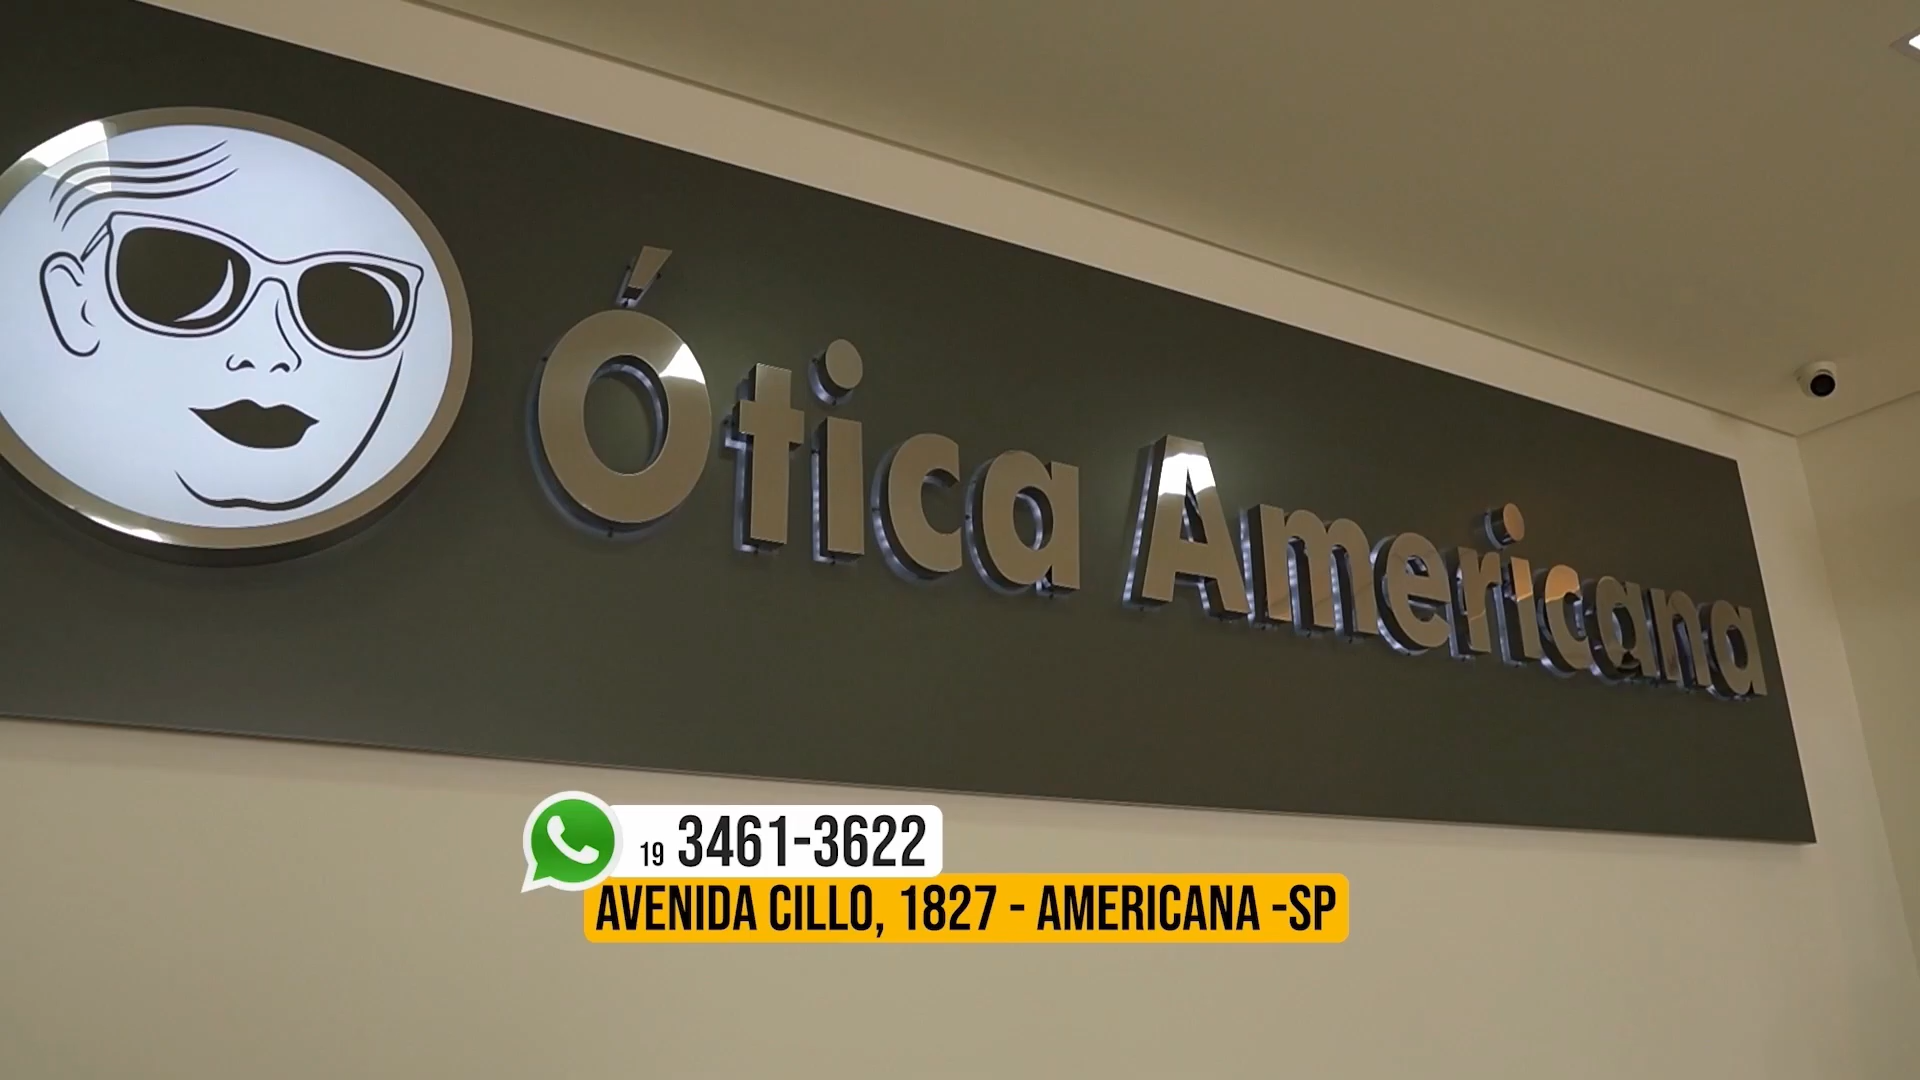 Ótica Americana
19 3461-3622
AVENIDA CILLO, 1827 - AMERICANA -SP